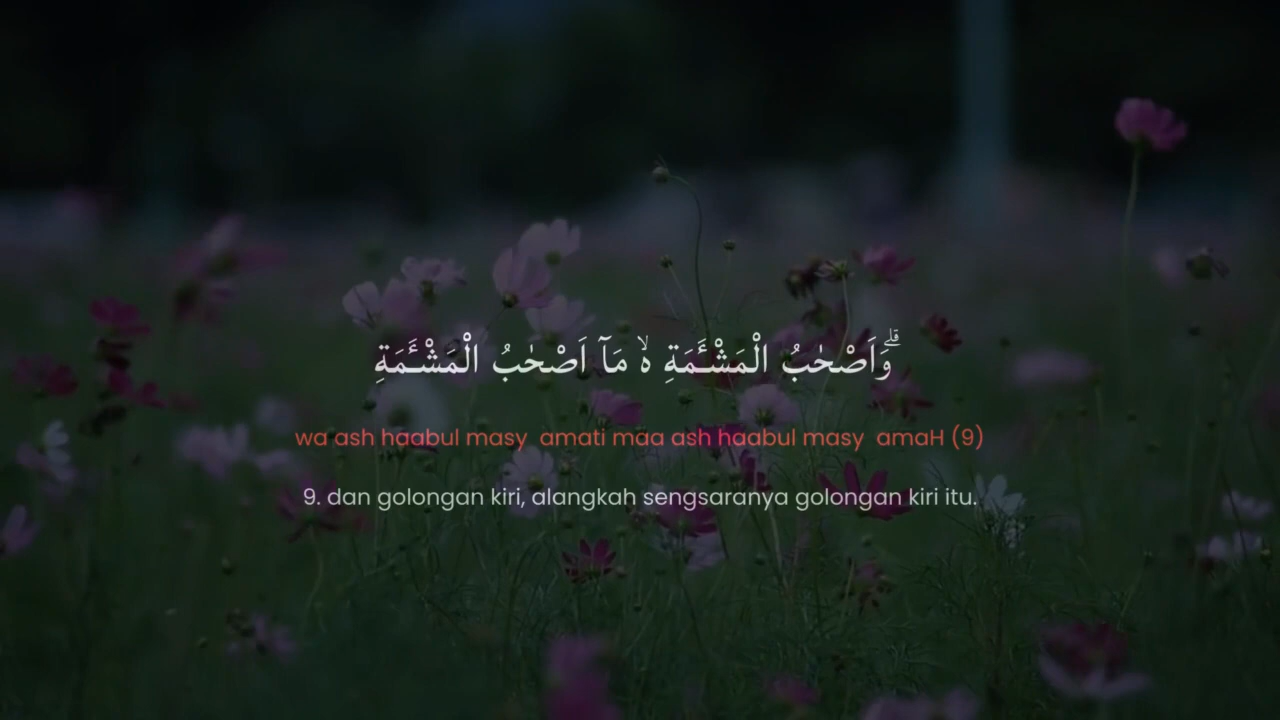 وَاَصْحٰبُ الْمَشْـَٔمَةِ ەۙ مَآ اَصْحٰبُ الْمَشْـَٔمَةِۗ
wa ash haabul masy  amati maa ash haabul masy  amaH (9)
9. dan golongan kiri, alangkah sengsaranya golongan kiri itu.